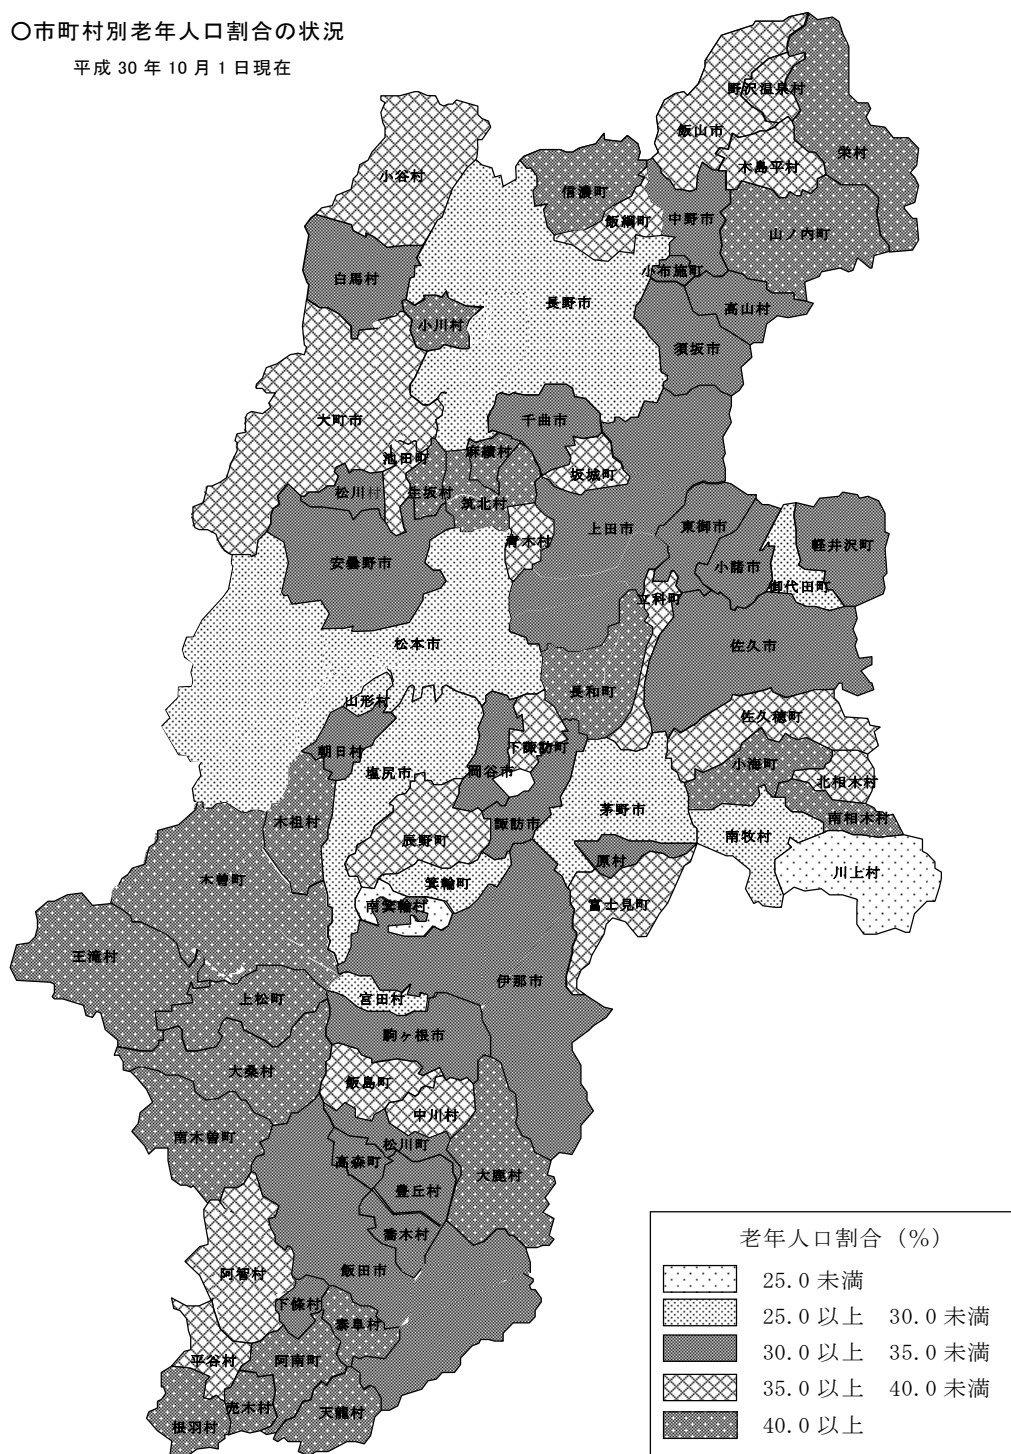 〇市町村別老年人口割合の状況
平成 30 年 10 月 1 日現在
野沢温泉村
飯山市
栄村
木島平村
小谷村
信濃町
飯綱町
中野市
山ノ内町
小布施町
白馬村
長野市
高山村
小川村
須坂市
大町市
千曲市
池田町
麻績村
坂城町
松川村
生坂村
筑北村
上田市
東御市
青木村
軽井沢町
安曇野市
小諸市
御代田町
立科町
松本市
佐久市
山形村
長和町
佐久穂町
朝日村
下諏訪町
小海町
塩尻市
岡谷市
北相木村
茅野市
木祖村
諏訪市
南相木村
南牧村
辰野町
原村
川上村
木曽町
箕輪町
南箕輪村
富士見町
王滝村
伊那市
上松町
宮田村
駒ヶ根市
大桑村
飯島町
中川村
南木曽町
松川町
高森町
大鹿村
豊丘村
喬木村
阿智村
飯田市
下條村
泰阜村
平谷村
阿南町
売木村
天龍村
根羽村
老年人口割合（%）
25.0 未満
25.0 以上　30.0 未満
30.0 以上　35.0 未満
35.0 以上　40.0 未満
40.0 以上